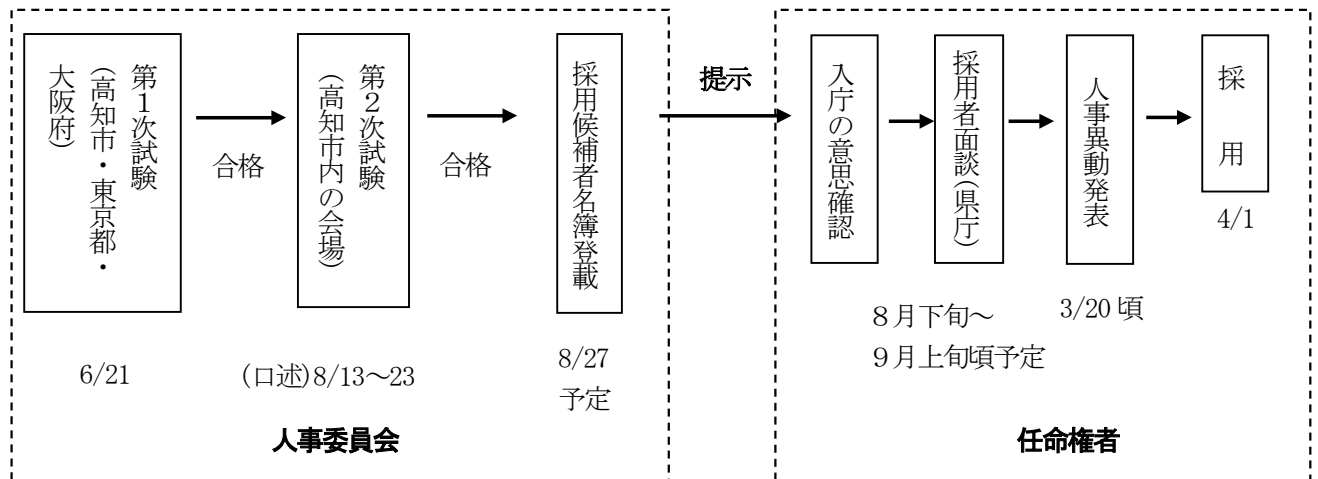 第１次試験
(高知市・東京都・
大阪府)
合格
第２次試験
(高知市内の会場)
合格
採用候補者名簿登載
提示
入庁の意思確認
採用者面談(県庁)
人事異動発表
採用
4/1
6/21
(口述)8/13～23
8/27
予定
８月下旬～
９月上旬頃予定
3/20 頃
人事委員会
任命権者